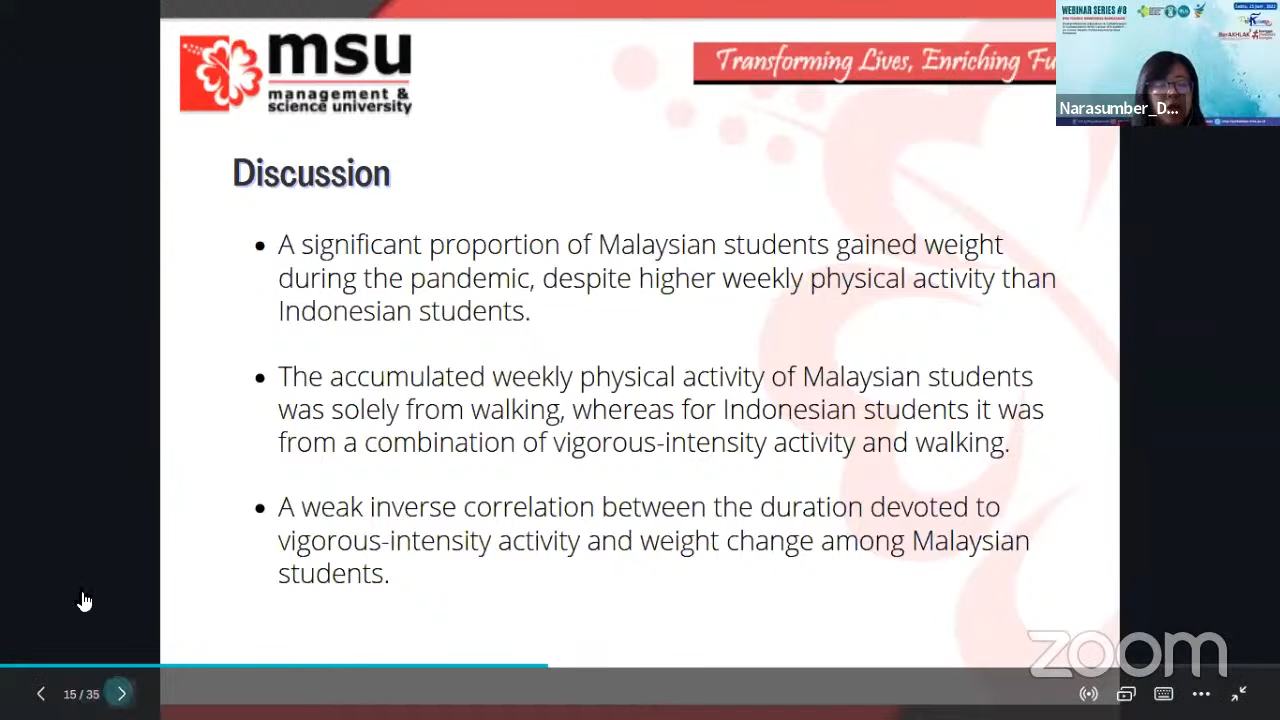 msu
management &
science university
Transforming Lives, Enriching Fu
WEBINAR SERIES #8
Narasumber_D...
Discussion
• A significant proportion of Malaysian students gained weight
during the pandemic, despite higher weekly physical activity than
Indonesian students.
• The accumulated weekly physical activity of Malaysian students
was solely from walking, whereas for Indonesian students it was
from a combination of vigorous-intensity activity and walking.
• A weak inverse correlation between the duration devoted to
vigorous-intensity activity and weight change among Malaysian
students.
zoom
15 / 35